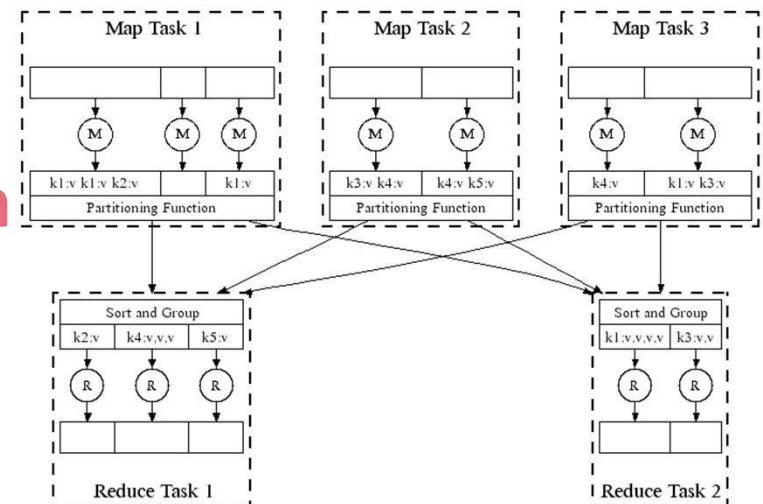 Map Task 1
Map Task 2
Map Task 3
M
M
M
M
M
M
M
k1:v k1:v k2:v
k1:v
k3:v k4:v
k4:v k5:v
k4:v
k1:v k3:v
Partitioning Function
Partitioning Function
Partitioning Function
Sort and Group
Sort and Group
k2:v
k4:v,v,v
k5:v
k1:v,v,v,v
k3:v,v
R
R
R
R
R
Reduce Task 1
Reduce Task 2